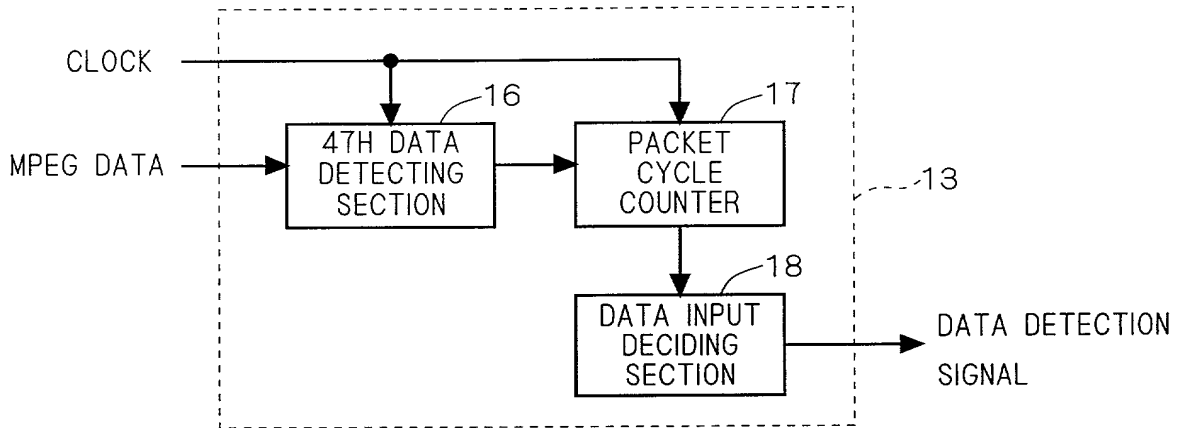 CLOCK
16
17
MPEG DATA
47H DATA
DETECTING
SECTION
PACKET
CYCLE
COUNTER
13
18
DATA INPUT
DECIDING
SECTION
DATA DETECTION
SIGNAL